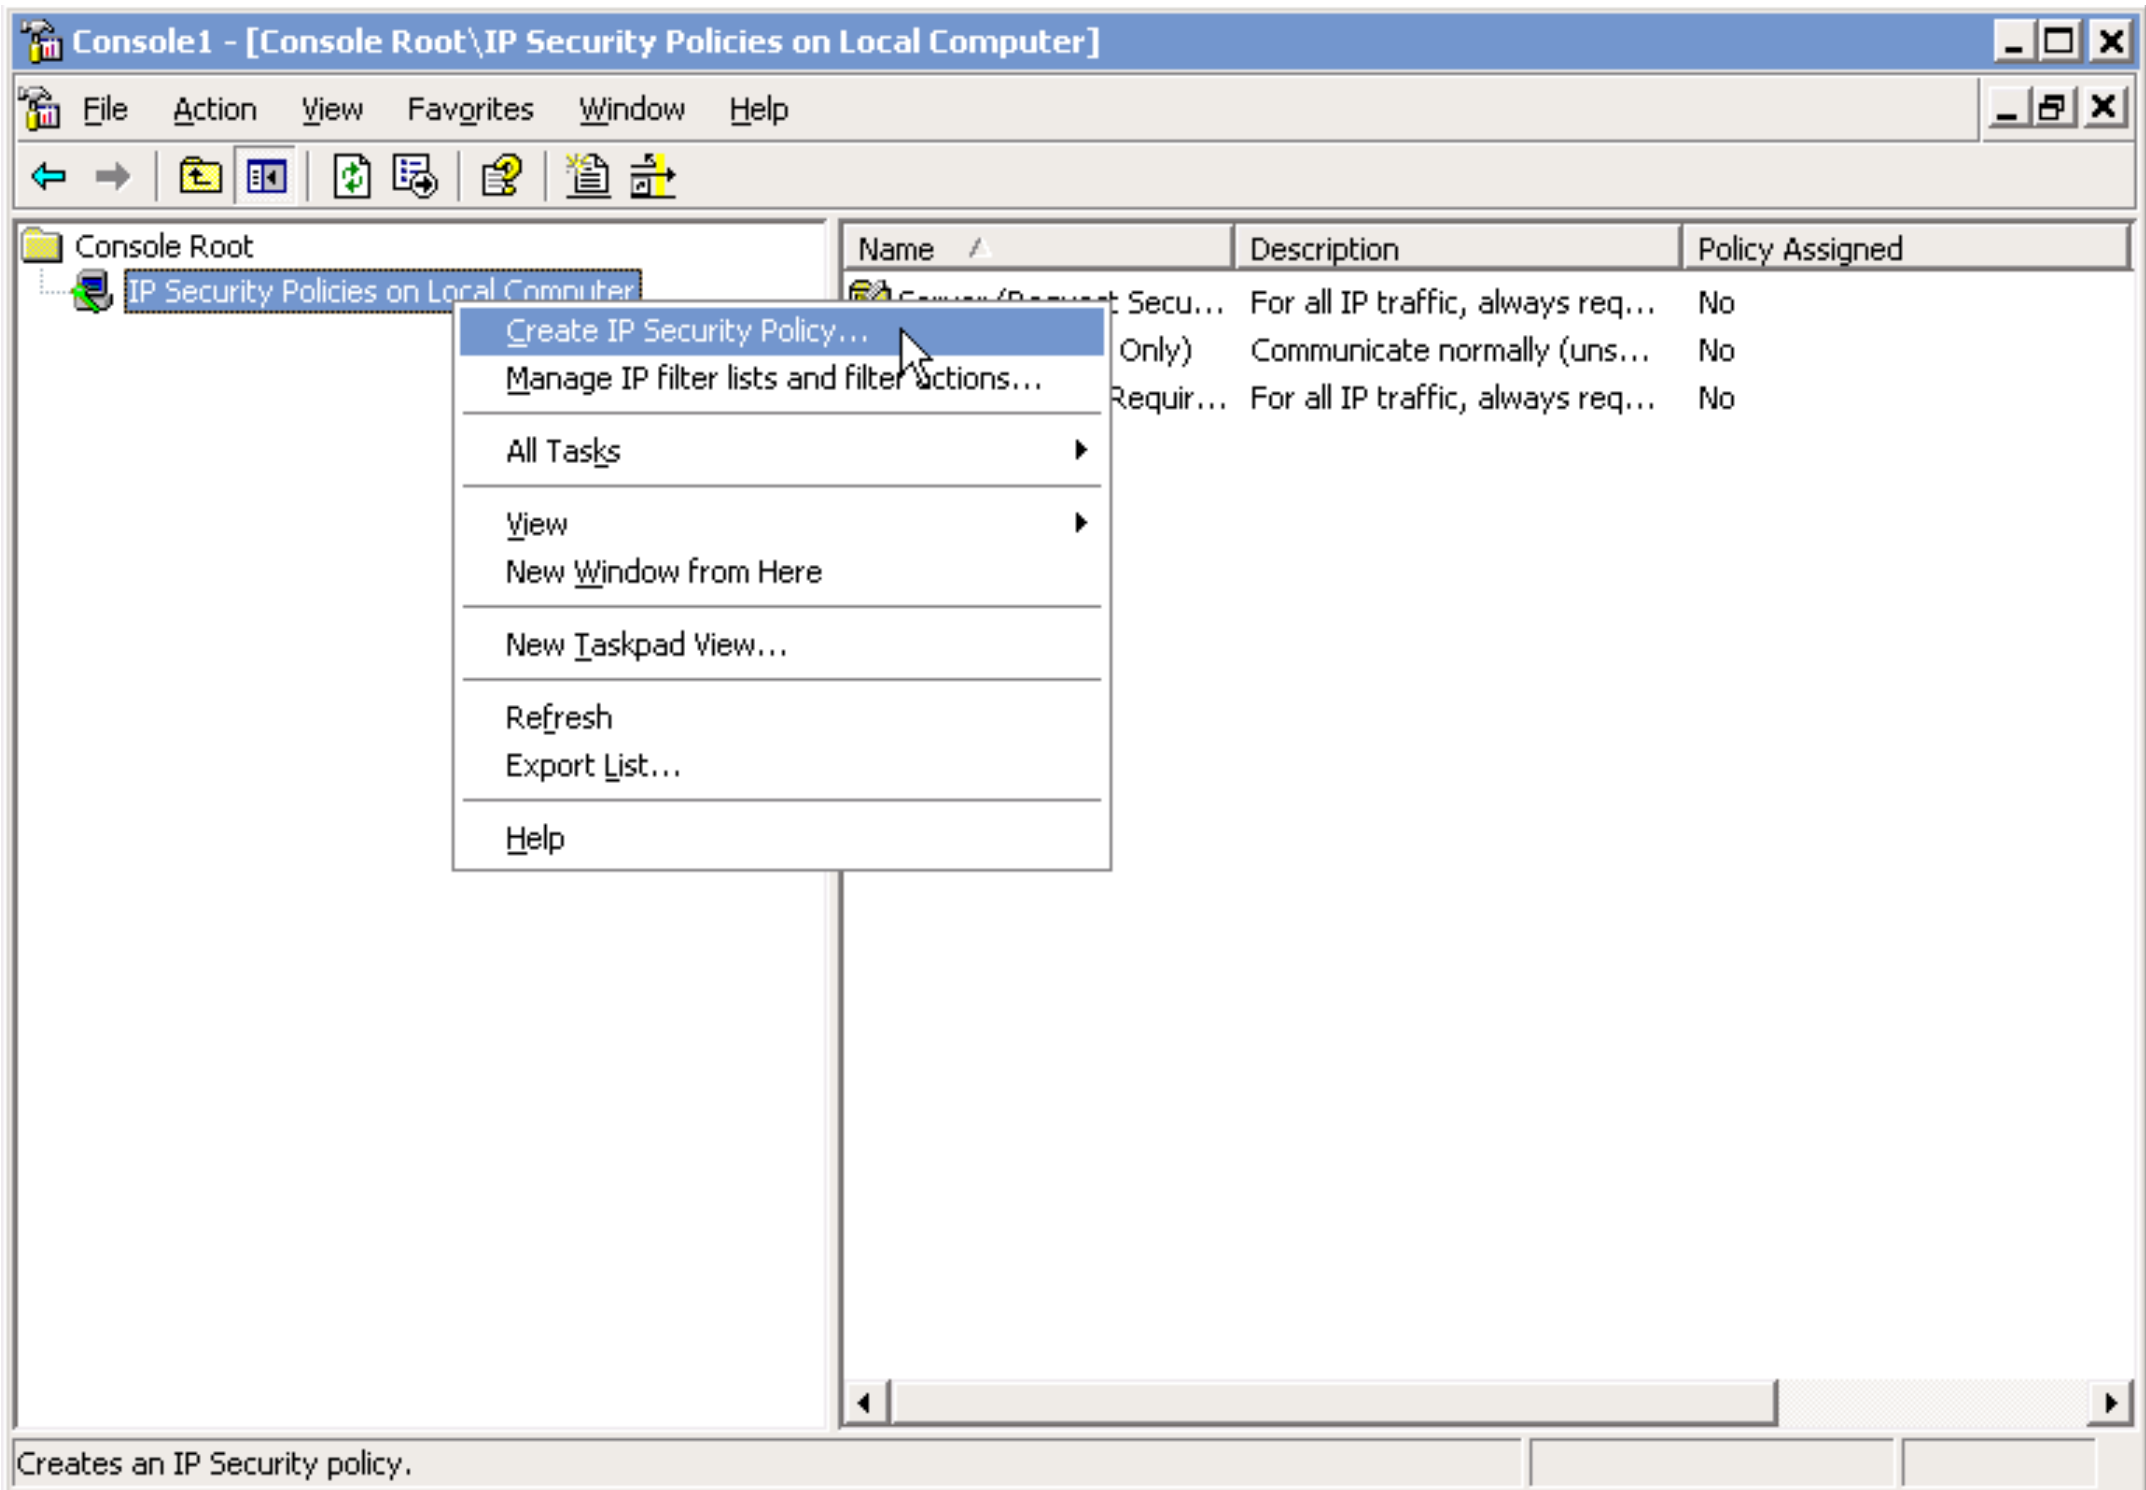 Console1 - [Console Root\IP Security Policies on Local Computer]
File Action View Favorites Window Help
Console Root
IP Security Policies on Local Computer
Name Description Policy Assigned
Secu... For all IP traffic, always req... No
Only) Communicate normally (uns... No
Requir... For all IP traffic, always req... No
Create IP Security Policy...
Manage IP filter lists and filter actions...
All Tasks
View
New Window from Here
New Taskpad View...
Refresh
Export List...
Help
Creates an IP Security policy.